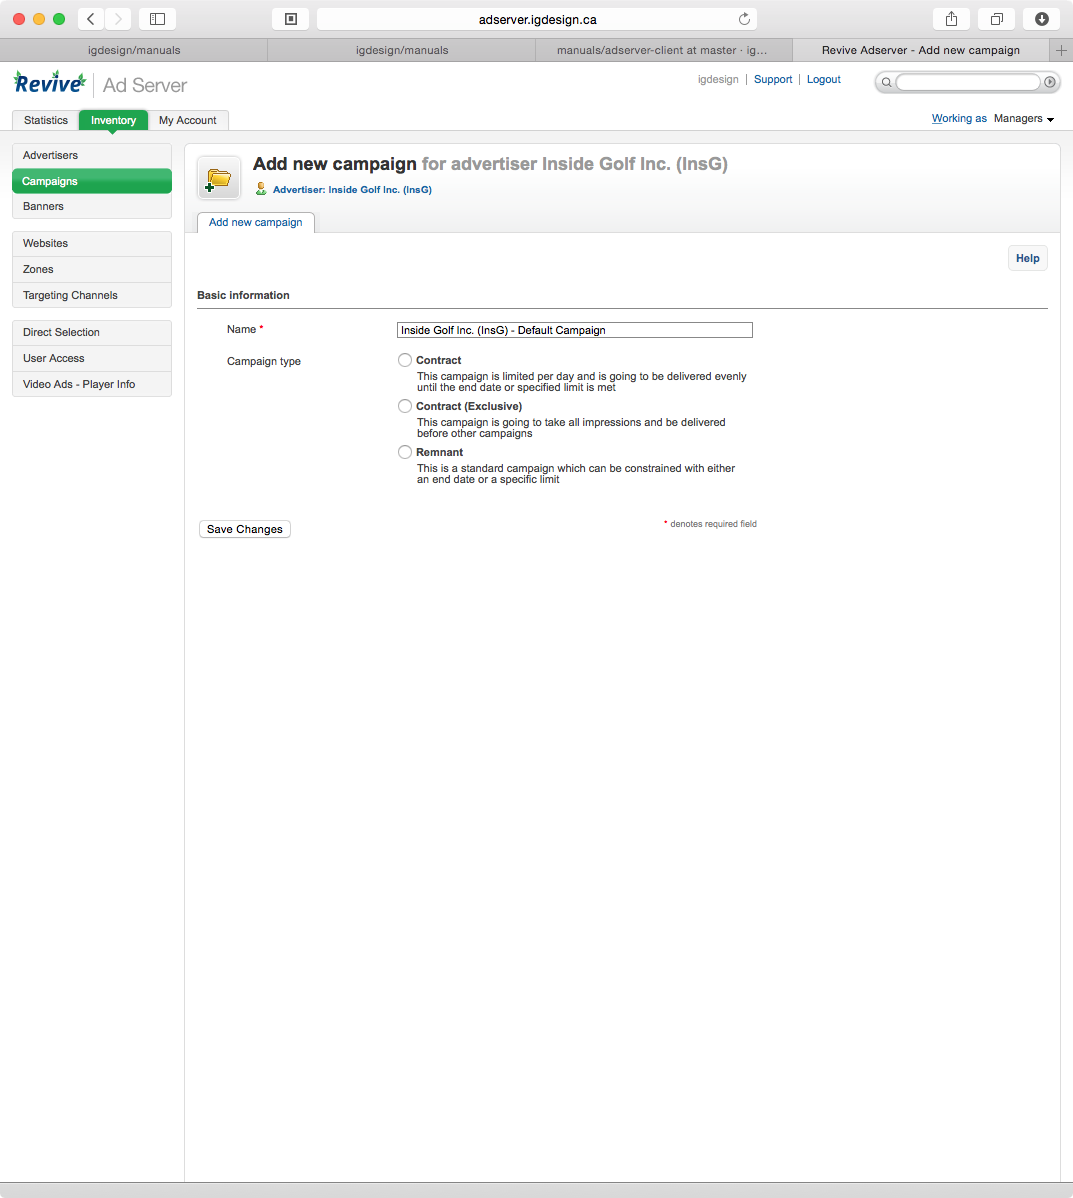 adserver.igdesign.ca
igdesign/manuals
igdesign/manuals
manuals/adserver-client at master · ig...
Revive Adserver - Add new campaign
Revive Ad Server
igdesign
Support
Logout
Statistics
Inventory
My Account
Working as
Managers
Advertisers
Campaigns
Banners
Websites
Zones
Targeting Channels
Direct Selection
User Access
Video Ads - Player Info
Add new campaign for advertiser Inside Golf Inc. (InsG)
Advertiser: Inside Golf Inc. (InsG)
Add new campaign
Help
Basic information
Name *
Inside Golf Inc. (InsG) - Default Campaign
Campaign type
Contract
This campaign is limited per day and is going to be delivered evenly
until the end date or specified limit is met
Contract (Exclusive)
This campaign is going to take all impressions and be delivered
before other campaigns
Remnant
This is a standard campaign which can be constrained with either
an end date or a specific limit
Save Changes
* denotes required field